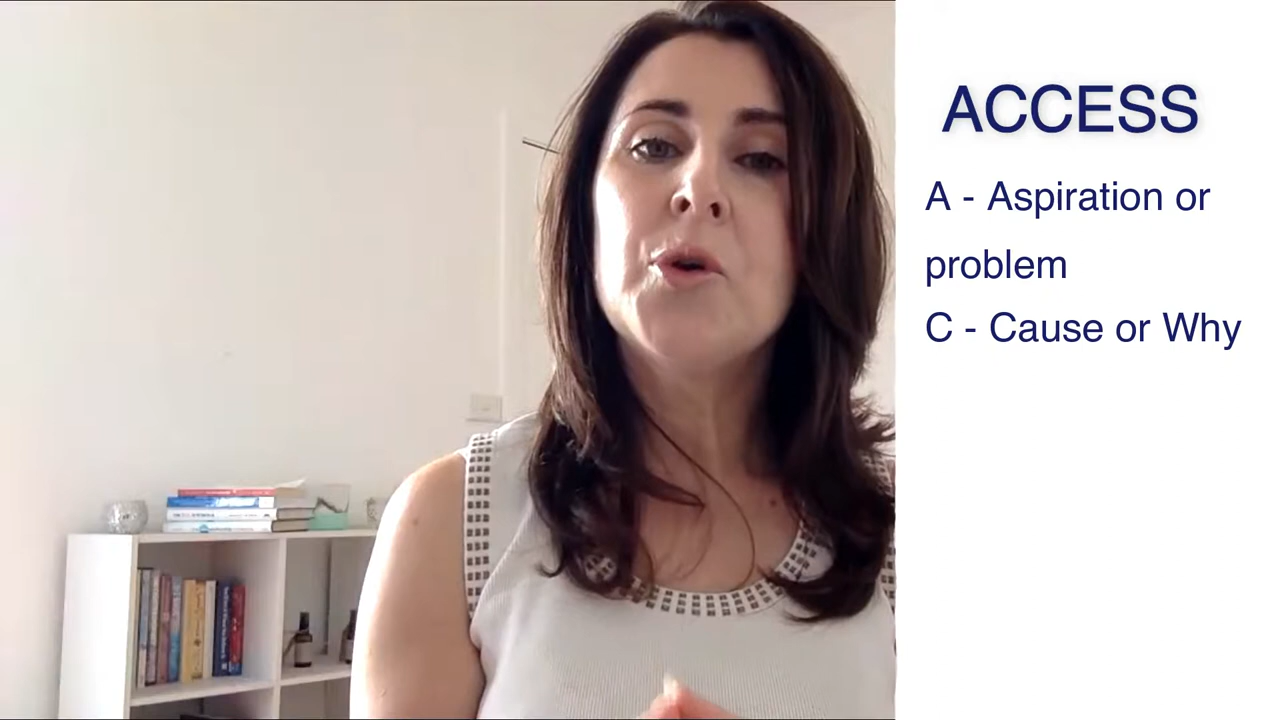 ACCESS
A - Aspiration or
problem
C - Cause or Why